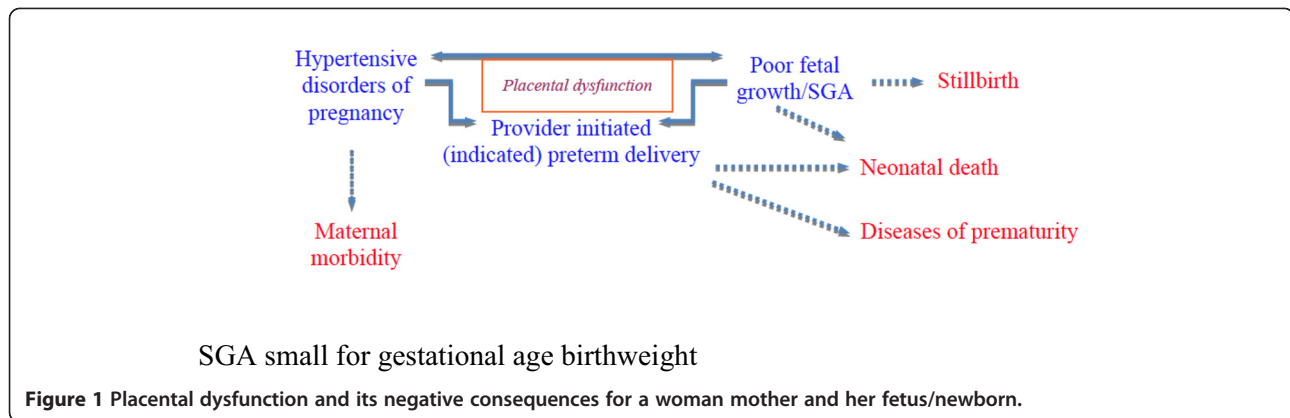 Hypertensive
disorders of
pregnancy
Placental dysfunction
Poor fetal
growth/SGA
Stillbirth
Provider initiated
(indicated) preterm delivery
Neonatal death
Maternal
morbidity
Diseases of prematurity
SGA small for gestational age birthweight
Figure 1 Placental dysfunction and its negative consequences for a woman mother and her fetus/newborn.